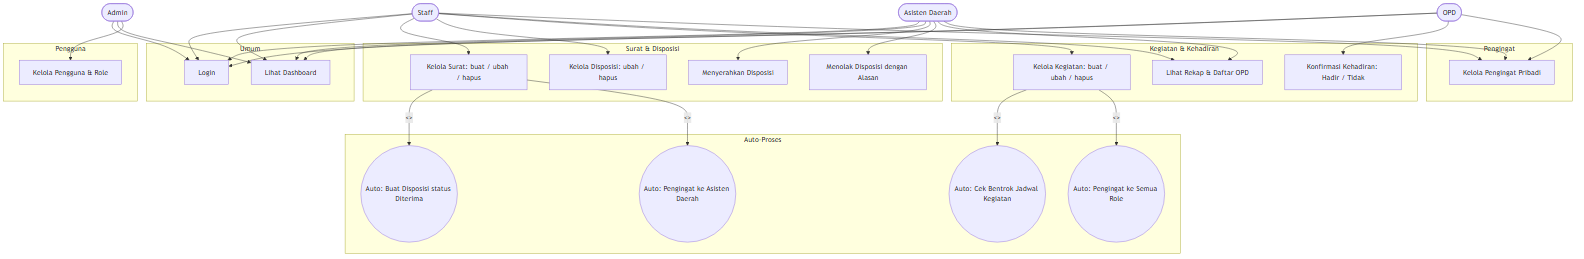 Admin
Staff
Asisten Daerah
OPD
Pengguna
Umum
Surat & Disposisi
Kegiatan & Kehadiran
Pengingat
Kelola Pengguna & Role
Login
Lihat Dashboard
Kelola Surat: buat / ubah
/ hapus
Kelola Disposisi: ubah /
hapus
Menyerahkan Disposisi
Menolak Disposisi dengan
Alasan
Kelola Kegiatan: buat /
ubah / hapus
Lihat Rekap & Daftar OPD
Konfirmasi Kehadiran:
Hadir / Tidak
Kelola Pengingat Pribadi
<>
<>
<>
<>
Auto-Proses
Auto: Buat Disposisi status
Diterima
Auto: Pengingat ke Asisten
Daerah
Auto: Cek Bentrok Jadwal
Kegiatan
Auto: Pengingat ke Semua
Role